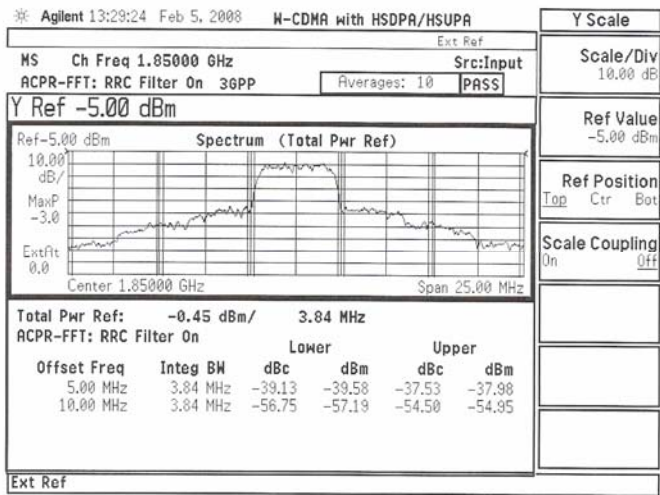 Agilent 13:29:24 Feb 5, 2008 W-CDMA with HSDPA/HSUPA
Y Scale
Ext Ref
MS Ch Freq 1.85000 GHz Src:Input
ACPR-FFT: RRC Filter On 3GPP Averages: 10 PASS
Y Ref -5.00 dBm
Ref-5.00 dBm Spectrum (Total Pwr Ref)
10.00
dB/
MaxP
-3.0
ExtAt
0.0
Center 1.85000 GHz Span 25.00 MHz
Total Pwr Ref: -0.45 dBm/ 3.84 MHz
ACPR-FFT: RRC Filter On
Lower Upper
Offset Freq Integ BW dBc dBm dBc dBm
5.00 MHz 3.84 MHz -39.13 -39.58 -37.53 -37.98
10.00 MHz 3.84 MHz -56.75 -57.19 -54.50 -54.95
Ext Ref
Scale/Div
10.00 dB
Ref Value
-5.00 dBm
Ref Position
Top Ctr Bot
Scale Coupling
On Off